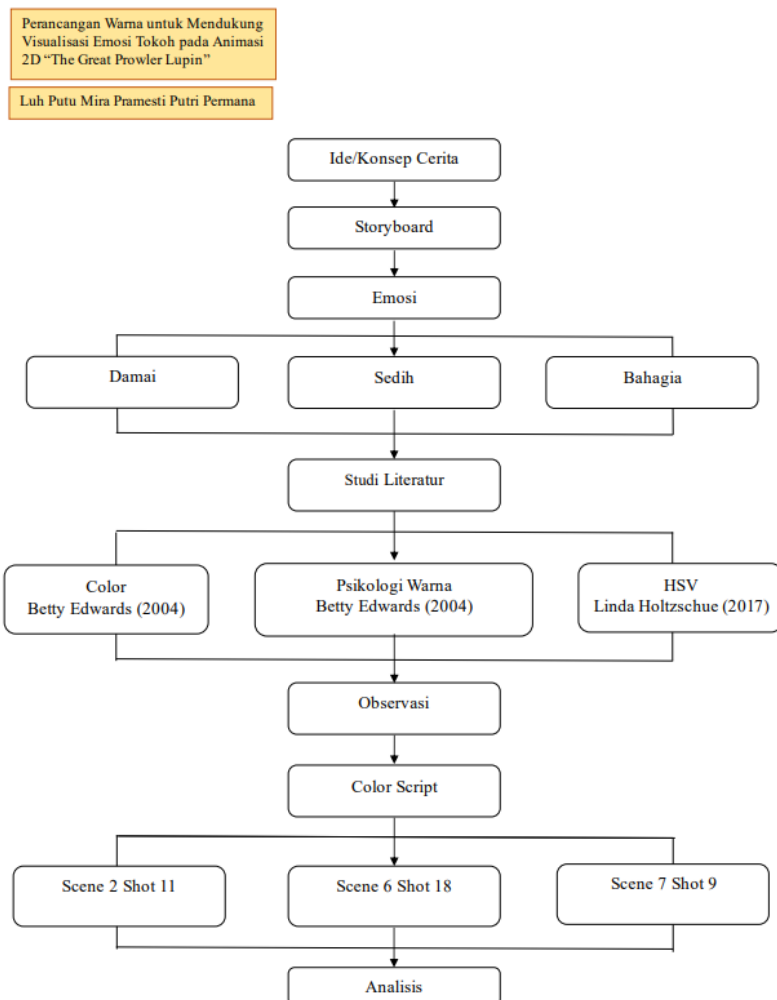 Perancangan Warna untuk Mendukung
Visualisasi Emosi Tokoh pada Animasi
2D “The Great Prowler Lupin”
Luh Putu Mira Pramesti Putri Permana
Ide/Konsep Cerita
Storyboard
Emosi
Damai
Sedih
Bahagia
Studi Literatur
Color
Betty Edwards (2004)
Psikologi Warna
Betty Edwards (2004)
HSV
Linda Holtzschue (2017)
Observasi
Color Script
Scene 2 Shot 11
Scene 6 Shot 18
Scene 7 Shot 9
Analisis